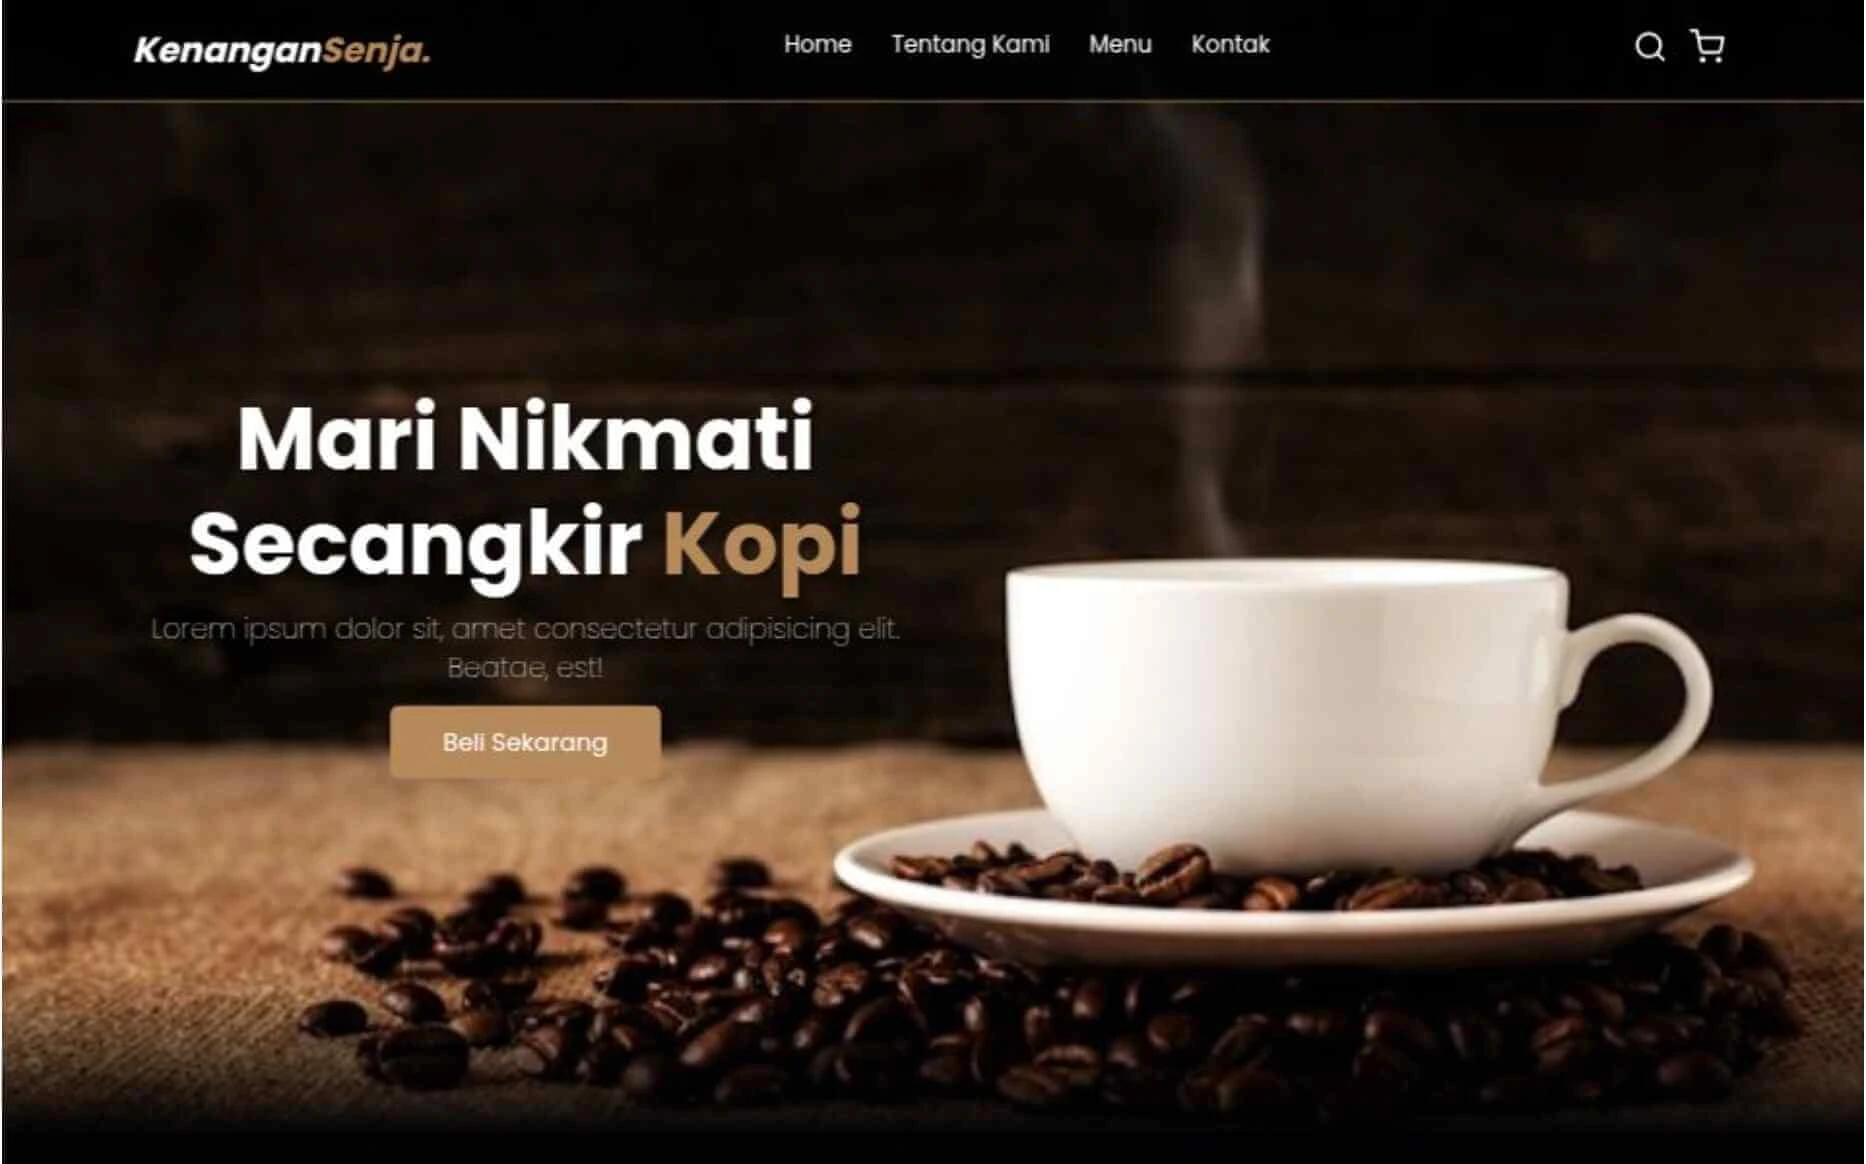 KenanganSenja.
Home Tentang Kami Menu Kontak
Mari Nikmati
Secangkir Kopi
Lorem ipsum dolor sit, amet consectetur adipisicing elit.
Beatae, est!
Beli Sekarang